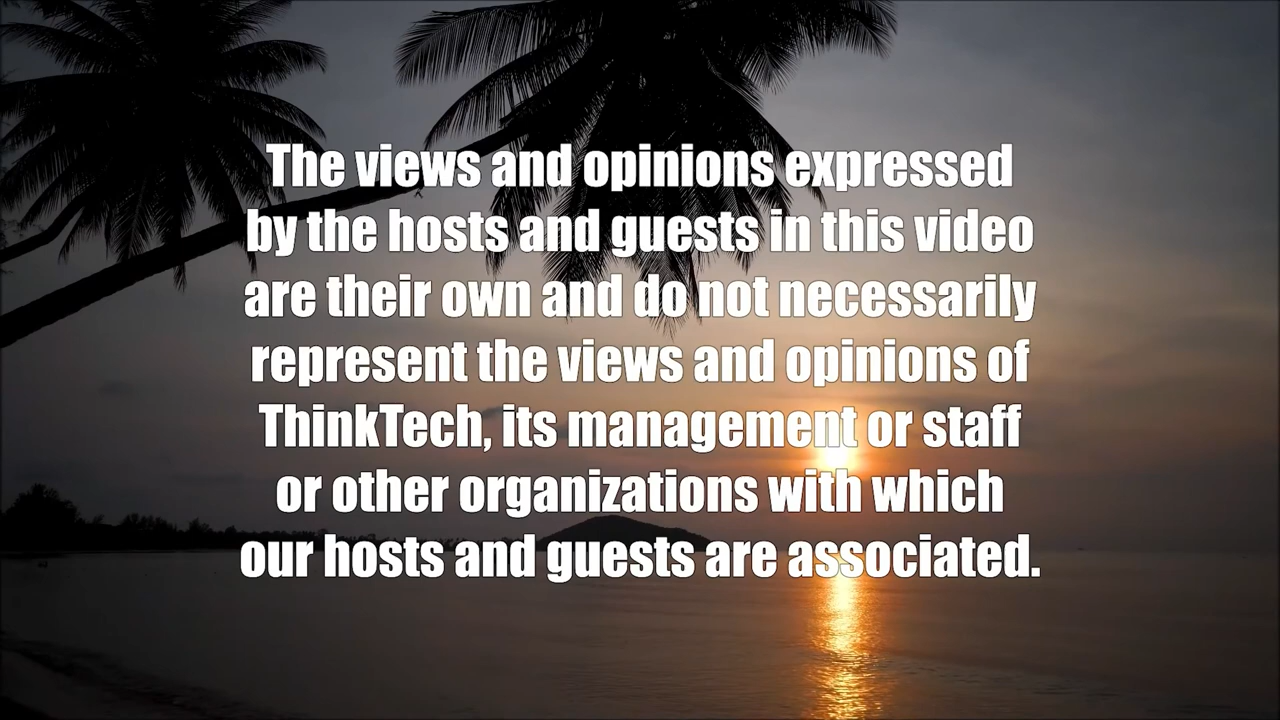 The views and opinions expressed
by the hosts and guests in this video
are their own and do not necessarily
represent the views and opinions of
ThinkTech, its management or staff
or other organizations with which
our hosts and guests are associated.